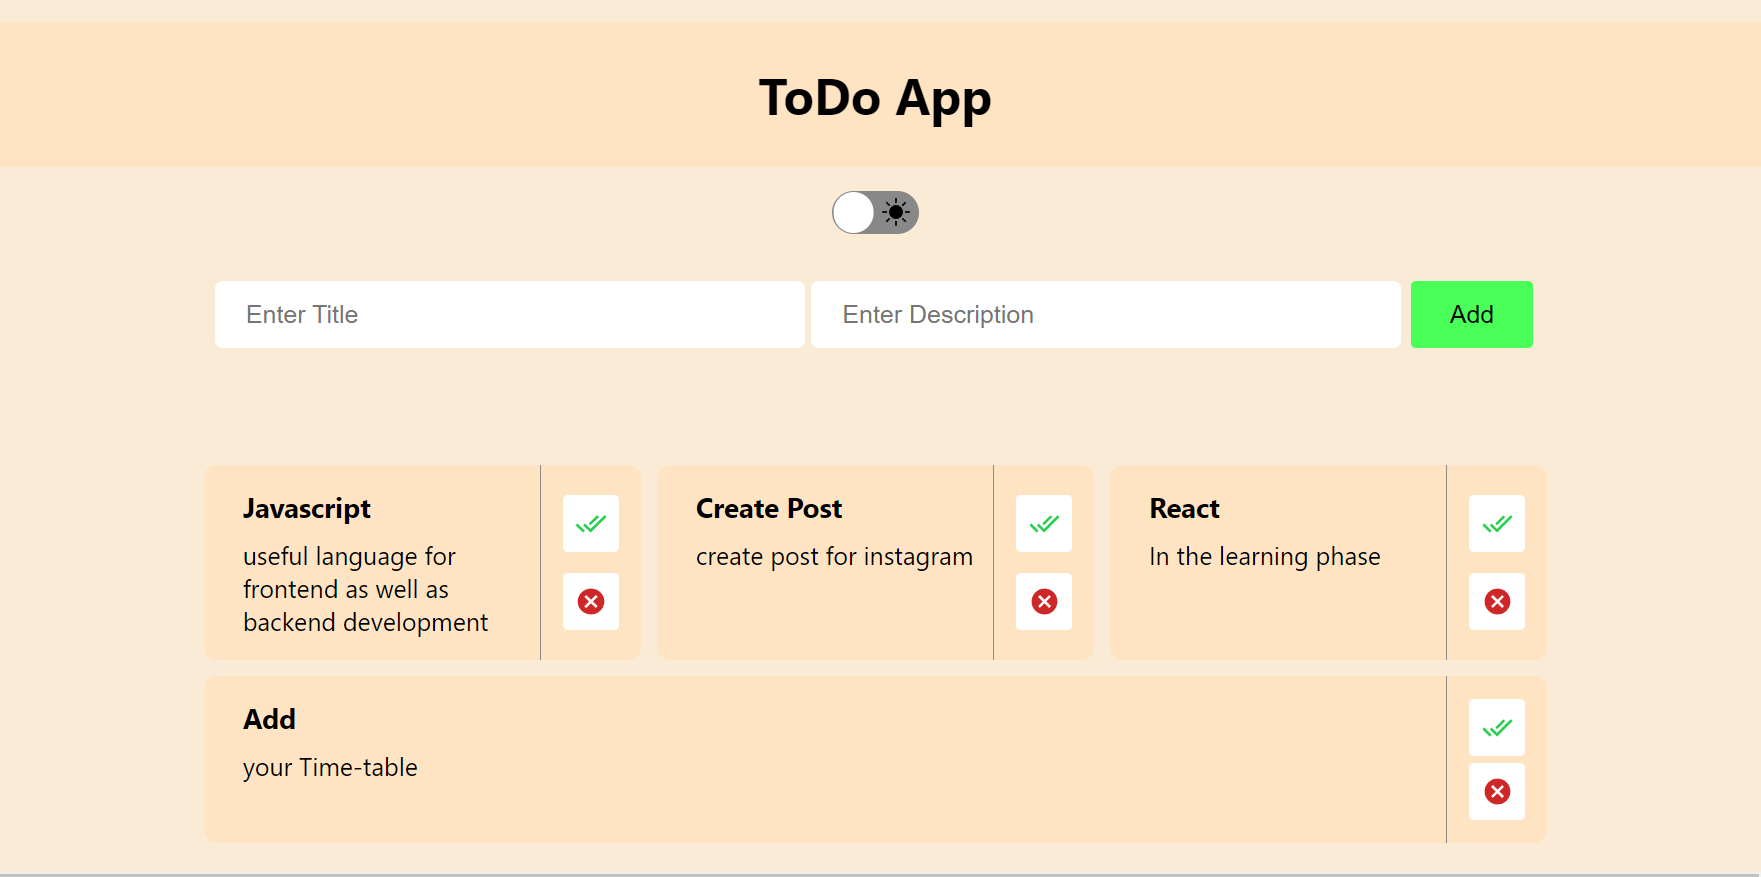 ToDo App
Enter Title
Enter Description
Add
Javascript
useful language for
frontend as well as
backend development
Create Post
create post for instagram
React
In the learning phase
Add
your Time-table